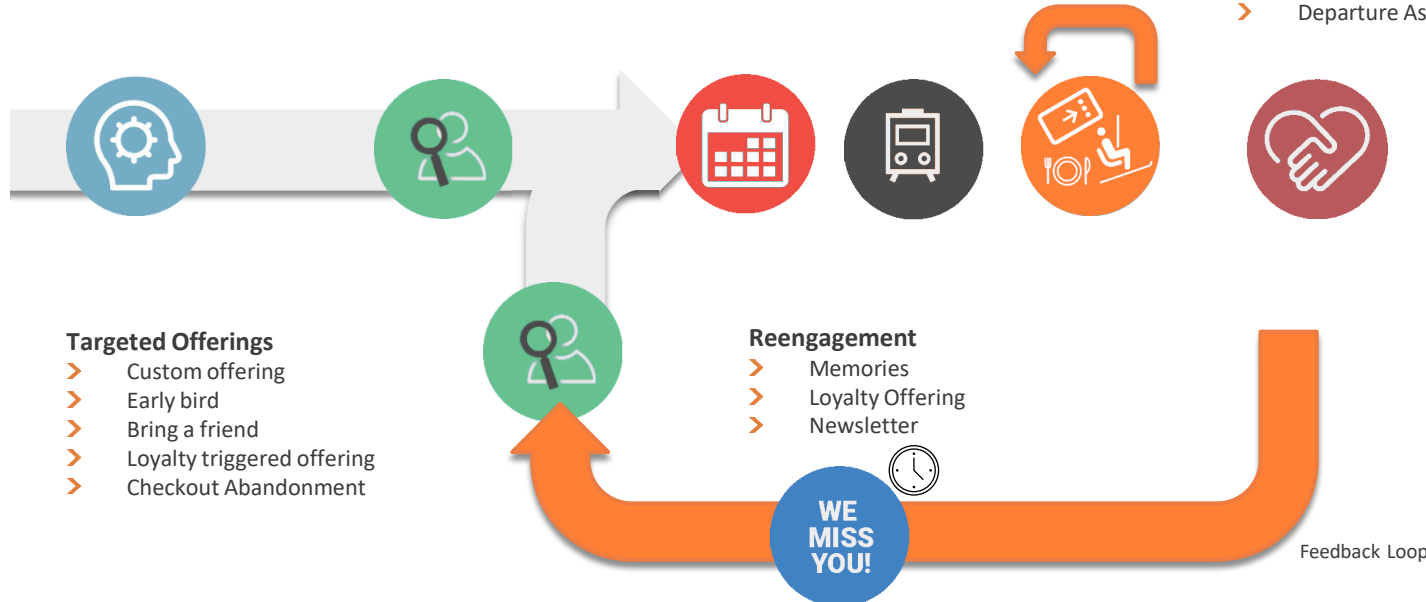 Departure As
Targeted Offerings
Custom offering
Early bird
Bring a friend
Loyalty triggered offering
Checkout Abandonment
Reengagement
Memories
Loyalty Offering
Newsletter
WE
MISS
YOU!
Feedback Loop